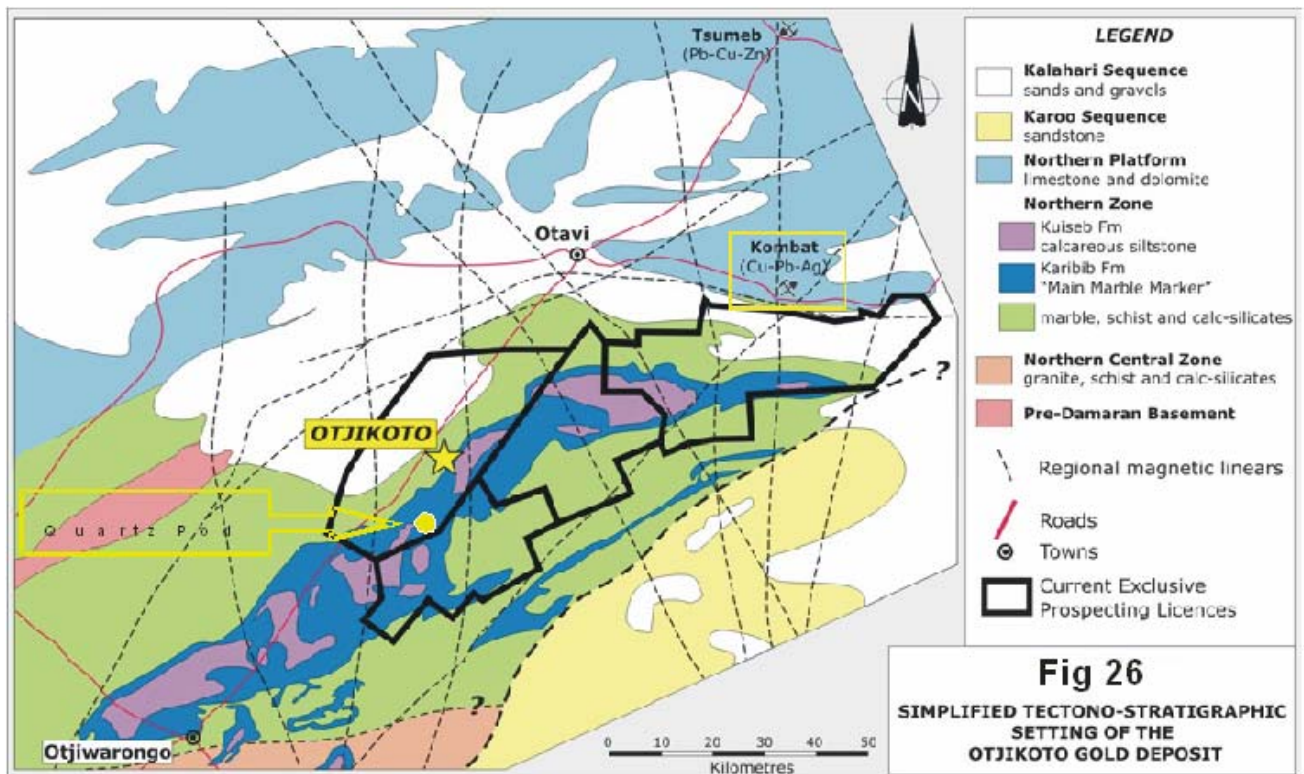 Tsumeb
(Pb-Cu-Zn)
N
Otavi
Kombat
(Cu-Pb-Ag)
?
OTJIKOTO
Quartz Pod
?
Otjiwarongo
0 10 20 30 40 50
Kilometres
LEGEND
Kalahari Sequence
sands and gravels
Karoo Sequence
sandstone
Northern Platform
limestone and dolomite
Northern Zone
Kuiseb Fm
calcareous siltstone
Karibib Fm
"Main Marble Marker"
marble, schist and calc-silicates
Northern Central Zone
granite, schist and calc-silicates
Pre-Damaran Basement
Regional magnetic linears
Roads
Towns
Current Exclusive
Prospecting Licences
Fig 26
SIMPLIFIED TECTONO-STRATIGRAPHIC
SETTING OF THE
OTJIKOTO GOLD DEPOSIT